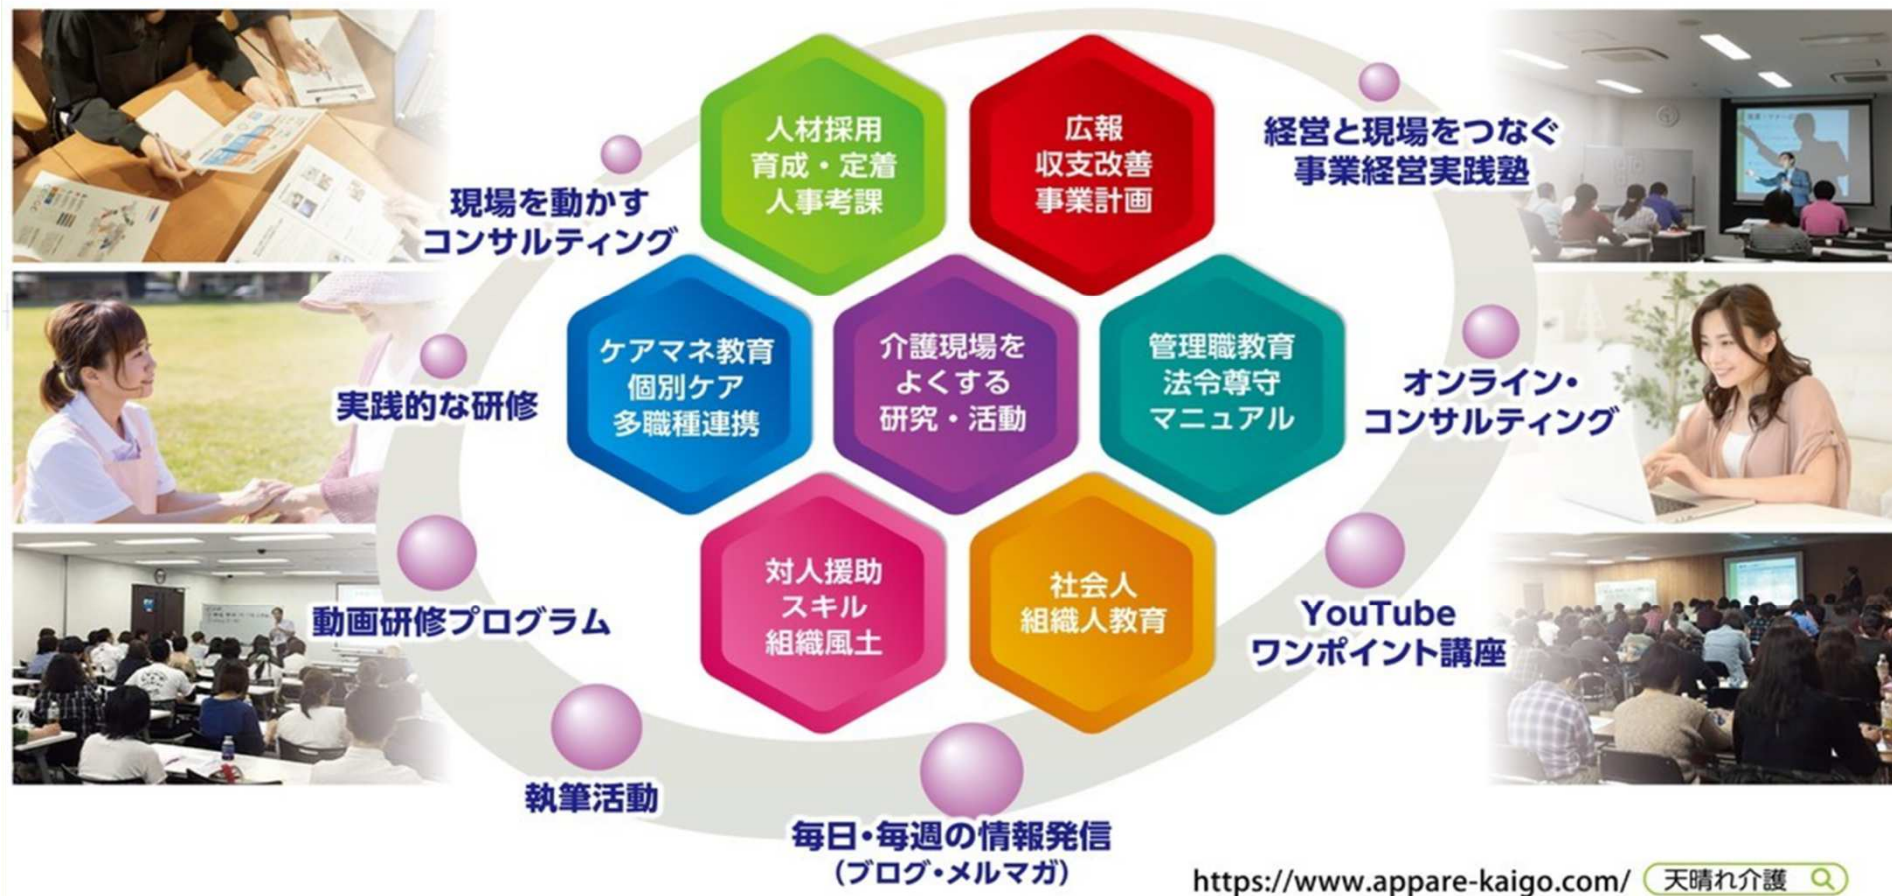 人材採用
育成・定着
人事考課
広報
収支改善
事業計画
経営と現場をつなぐ
事業経営実践塾
現場を動かす
コンサルティング
ケアマネ教育
個別ケア
多職種連携
介護現場を
よくする
研究・活動
管理職教育
法令尊守
マニュアル
実践的な研修
オンライン・
コンサルティング
対人援助
スキル
組織風土
社会人
組織人教育
動画研修プログラム
YouTube
ワンポイント講座
執筆活動
毎日・毎週の情報発信
(ブログ・メルマガ)
https://www.appare-kaigo.com/ 天晴れ介護